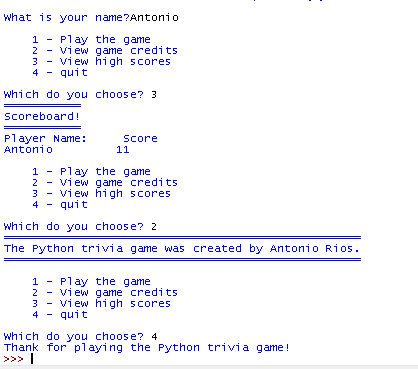 What is your name?Antonio
1 - Play the game
2 - View game credits
3 - View high scores
4 - quit
Which do you choose? 3
Scoreboard!
Player Name: Score
Antonio 11
1 - Play the game
2 - View game credits
3 - View high scores
4 - quit
Which do you choose? 2
The Python trivia game was created by Antonio Rios.
1 - Play the game
2 - View game credits
3 - View high scores
4 - quit
Which do you choose? 4
Thank for playing the Python trivia game!
>>>